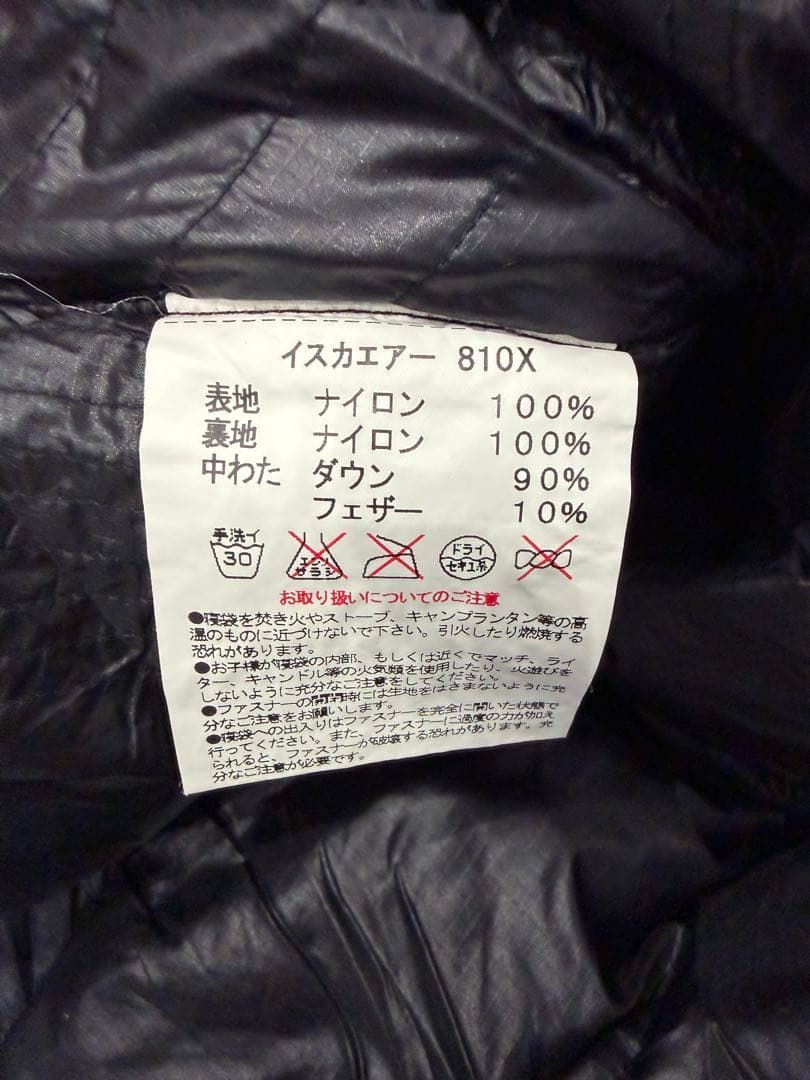 イスカエアー 810X
表地 ナイロン 100%
裏地 ナイロン 100%
中わた ダウン 90%
フェザー 10%
手洗イ 30 エンソ サラシ ドライ セキユ系
お取り扱いについてのご注意
●寝袋を焚き火やストーブ、キャンプランタン等の高
温のものに近づけないで下さい。引火したり燃焼する
恐れがあります。
●お子様が寝袋の内部、もしくは近くでマッチ、ライ
ター、キャンドル等の火気類を使用したり、火遊びを
しないように充分なご注意をしてください。
●ファスナーの開閉時には生地をはさまないように充
分なご注意をお願いします。
●寝袋への出入りはファスナーを完全に開いた状態で
行ってください。また、ファスナーに過度の力が加え
られると、ファスナーが破壊する恐れがあります。充
分なご注意が必要です。